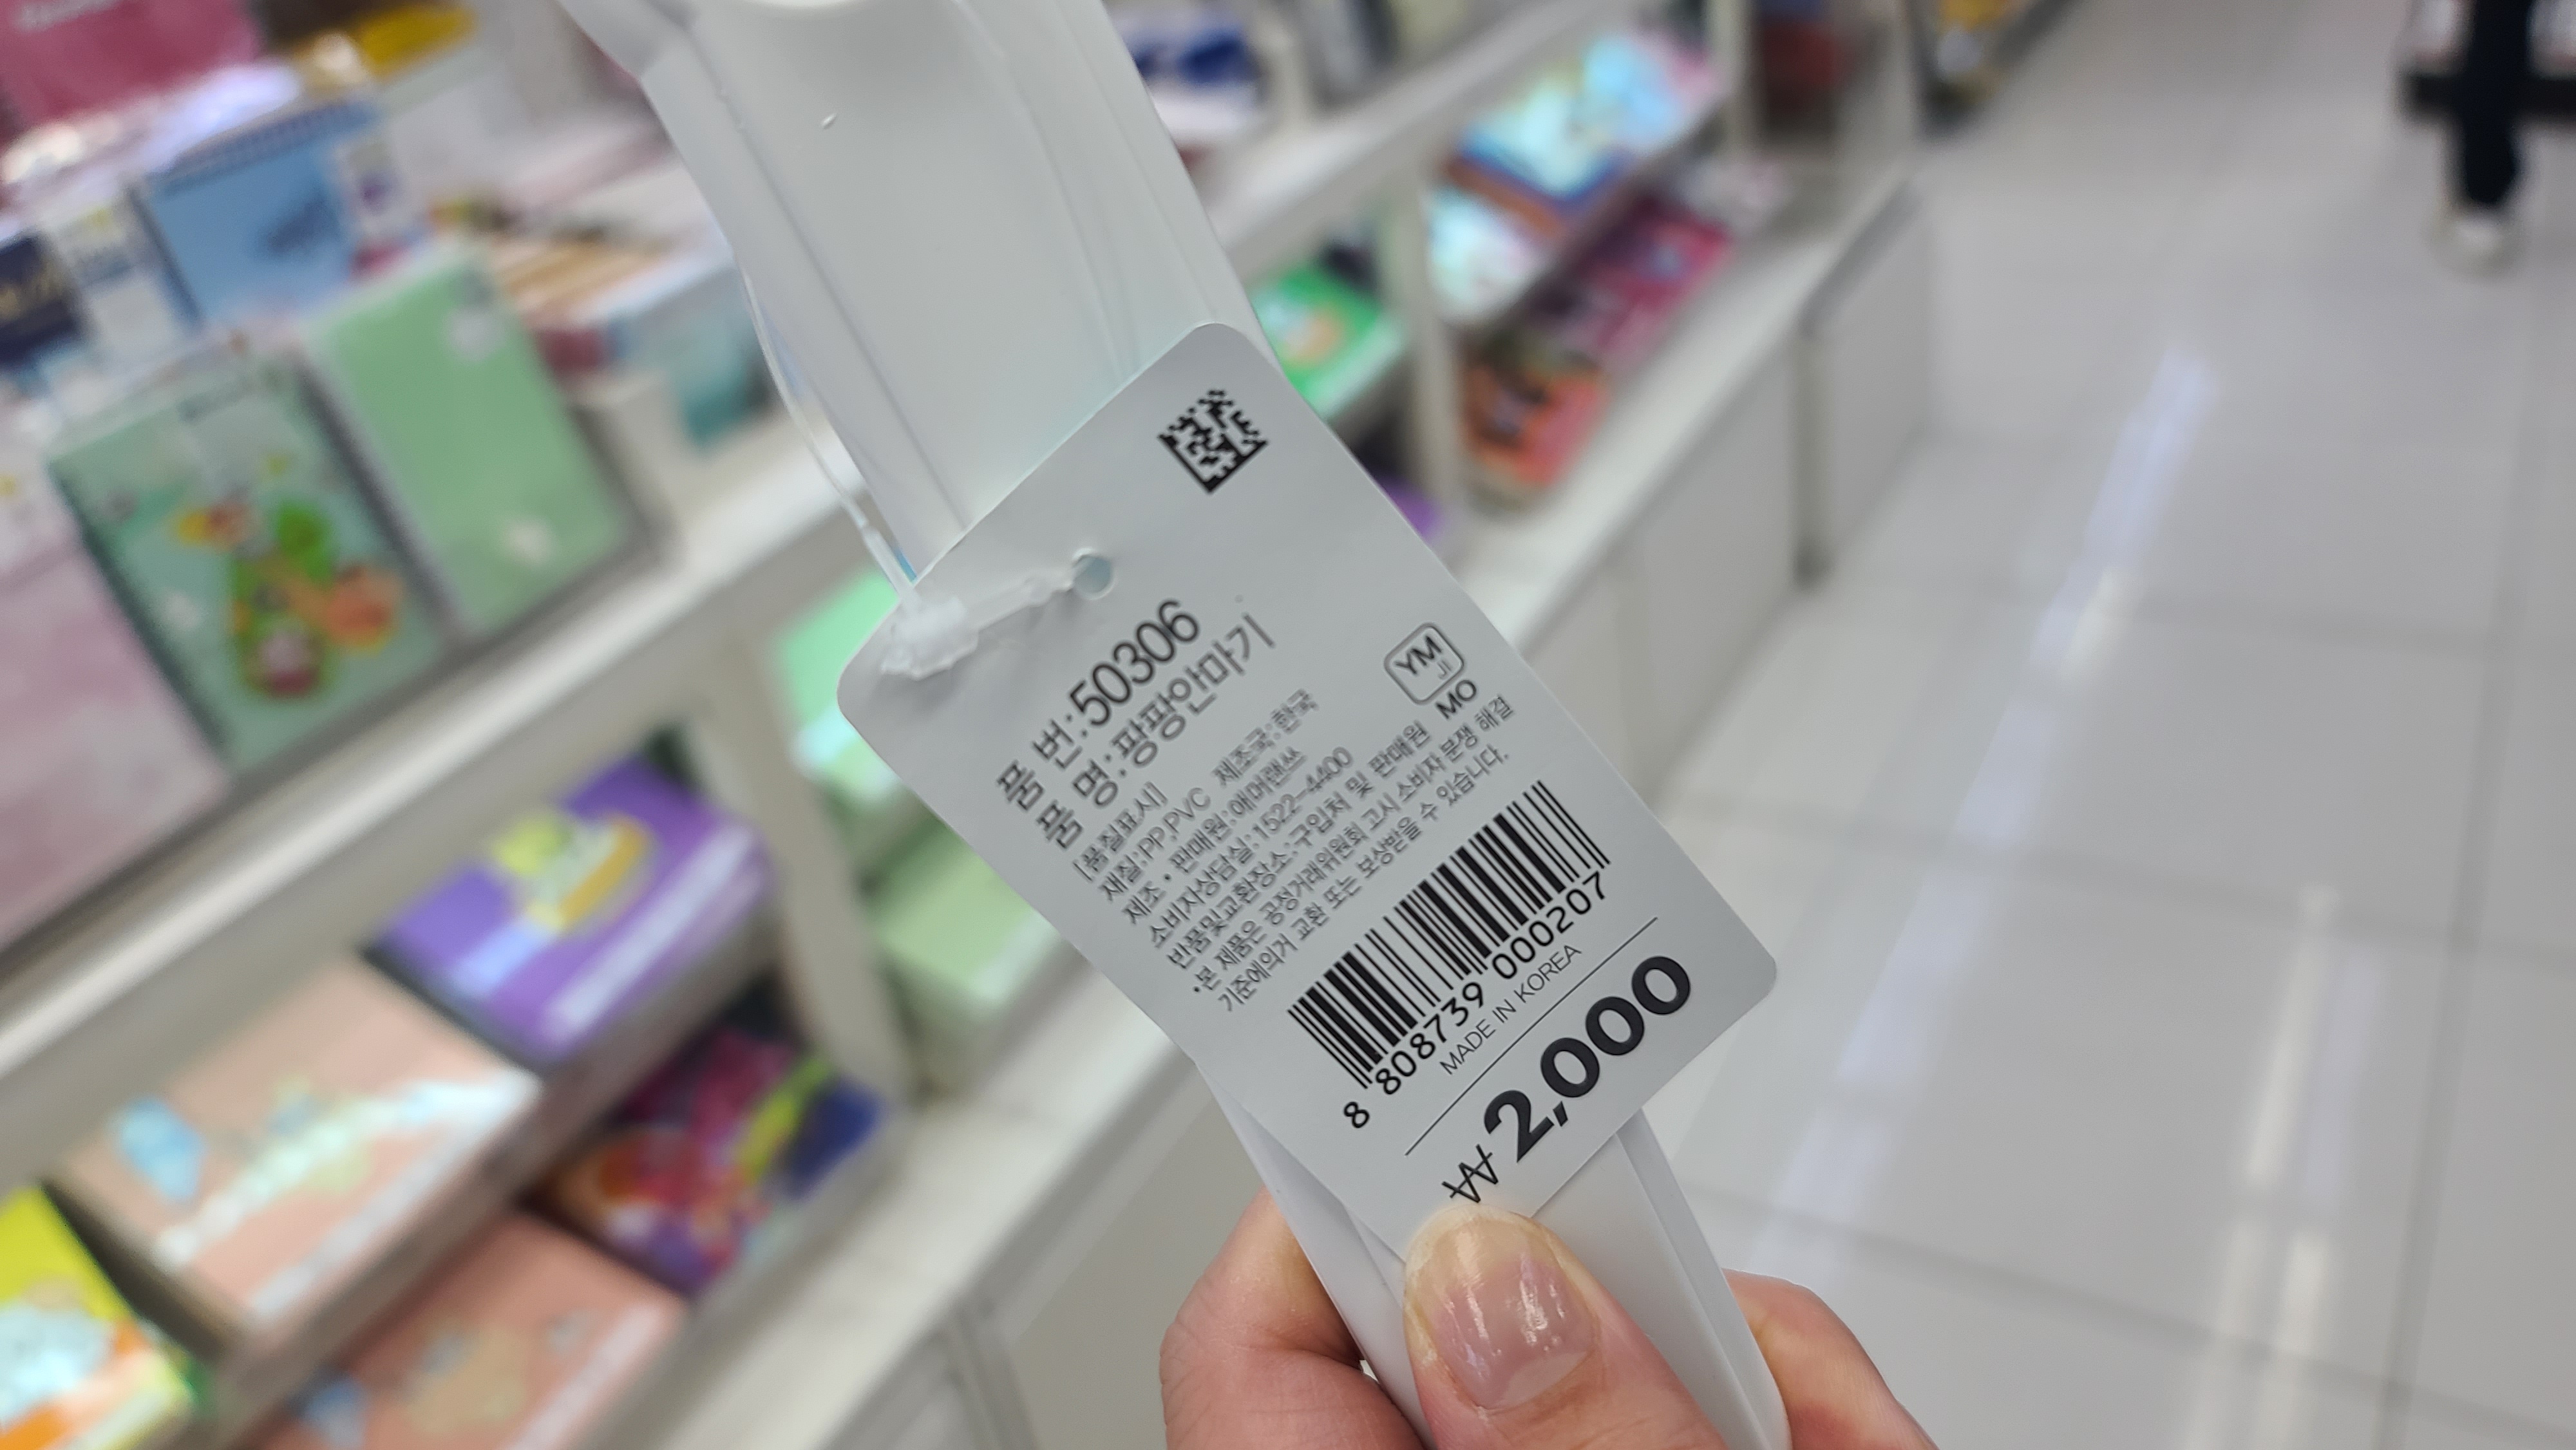 품 번:50306
품 명:팡팡안마기
YM
JI
MO
[품질표시]
재질:PP,PVC 제조국:한국
제조・판매원:애머랜쓰
소비자상담실:1522-4400
반품및교환장소:구입처 및 판매원
•본 제품은 공정거래위원회 고시 소비자 분쟁 해결
기준에의거 교환 또는 보상받을 수 있습니다.
8 808739 000207
MADE IN KOREA
₩2,000